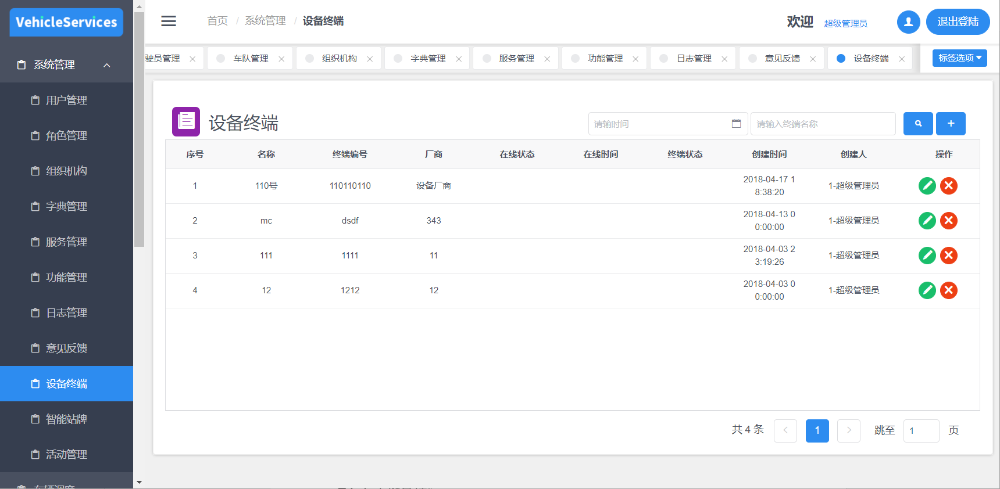 VehicleServices
首页 / 系统管理 / 设备终端
欢迎 超级管理员 退出登陆
驶员管理 车队管理 组织机构 字典管理 服务管理 功能管理 日志管理 意见反馈 设备终端 标签选项
系统管理
用户管理
角色管理
组织机构
字典管理
服务管理
功能管理
日志管理
意见反馈
设备终端
智能站牌
活动管理
设备终端
请输时间 请输入终端名称
序号 名称 终端编号 厂商 在线状态 在线时间 终端状态 创建时间 创建人 操作
1 110号 110110110 设备厂商 2018-04-17 1 1-超级管理员
8:38:20
2 mc dsdf 343 2018-04-13 0 1-超级管理员
0:00:00
3 111 1111 11 2018-04-03 2 1-超级管理员
3:19:26
4 12 1212 12 2018-04-03 0 1-超级管理员
0:00:00
共 4 条 1 跳至 1 页